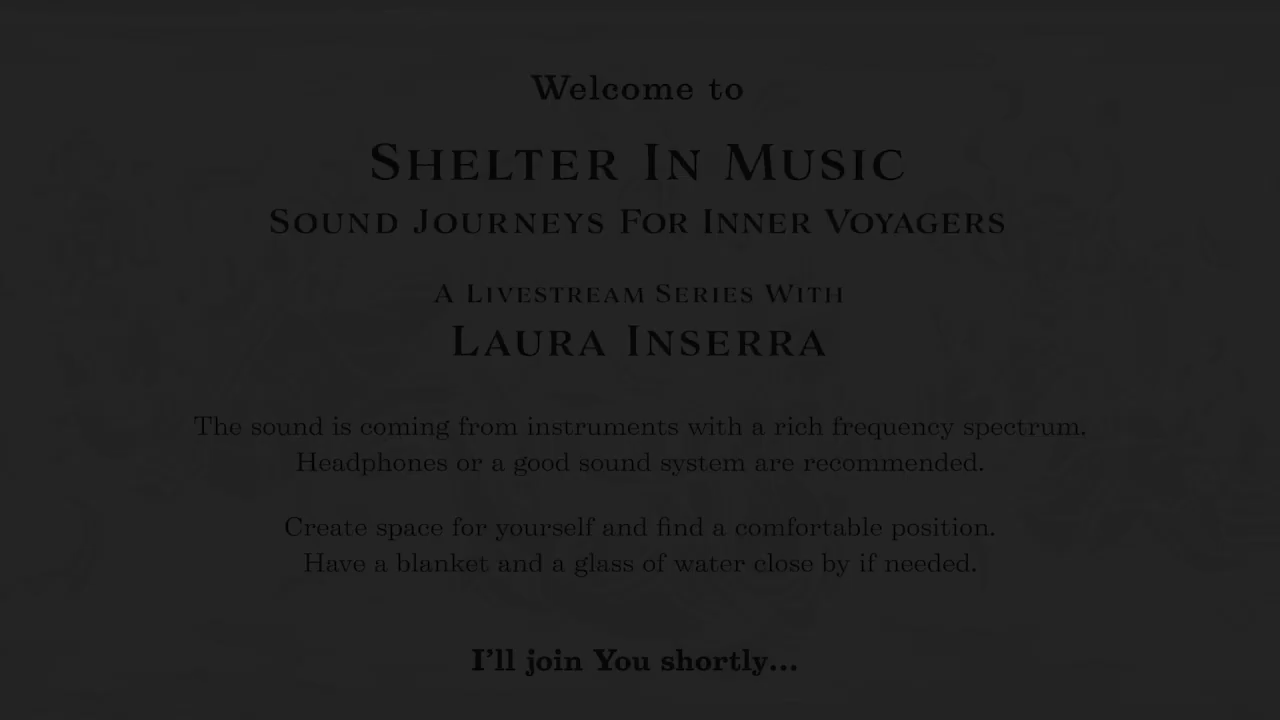 Welcome to
Shelter In Music
Sound Journeys For Inner Voyagers
A Livestream Series With
Laura Inserra
The sound is coming from instruments with a rich frequency spectrum.
Headphones or a good sound system are recommended.
Create space for yourself and find a comfortable position.
Have a blanket and a glass of water close by if needed.
I'll join You shortly...